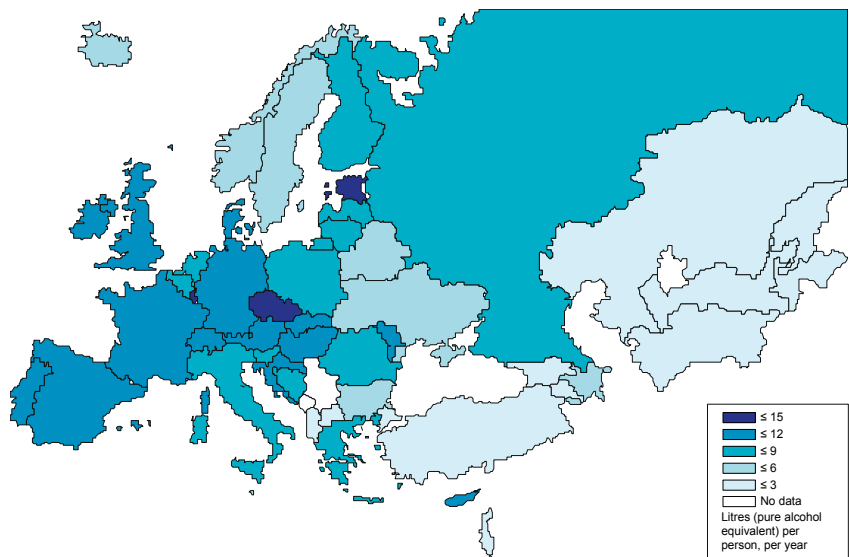 ≤ 15
≤ 12
≤ 9
≤ 6
≤ 3
No data
Litres (pure alcohol
equivalent) per
person, per year